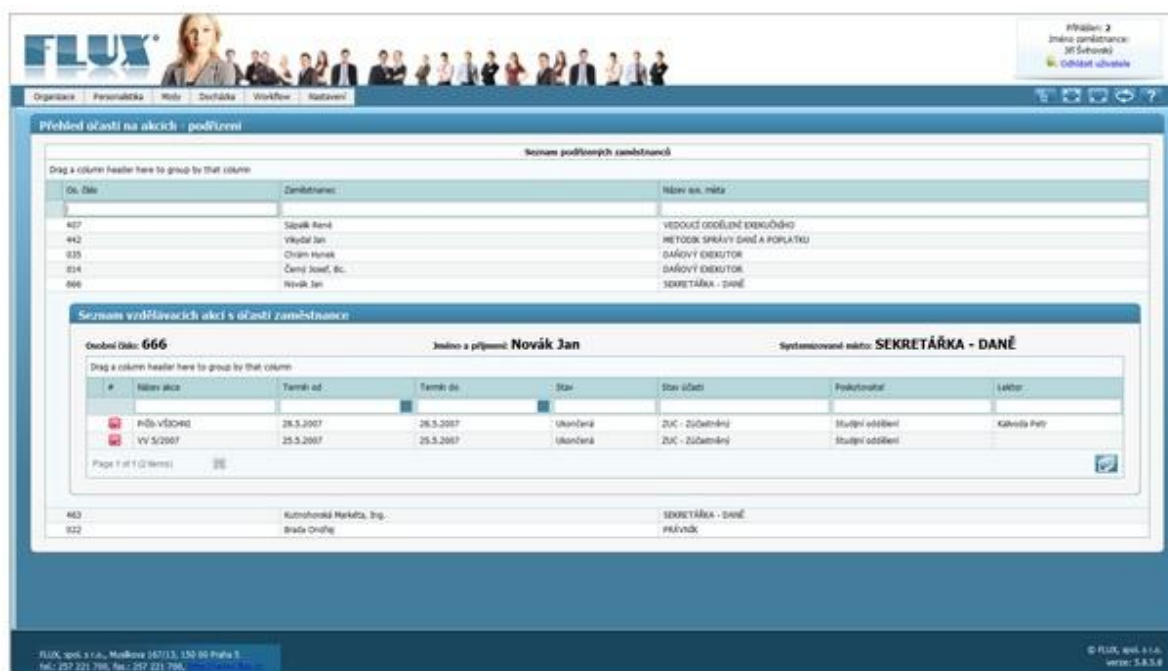 FLUX®
Přihlášen: 2
Jméno zaměstnance:
Jiří Švihovský
Odhlásit uživatele
Organizace Personalistika Mzdy Docházka Workflow Nastavení
Přehled účasti na akcích - podřízení
Seznam podřízených zaměstnanců
Drag a column header here to group by that column
Os. číslo Zaměstnanec Název sys. místa
407 Sápalík René VEDOUCÍ ODDĚLENÍ EXEKUČNÍHO
442 Vikydal Jan METODIK SPRÁVY DANÍ A POPLATKU
035 Chrám Hynek DAŇOVÝ EXEKUTOR
014 Černý Josef, Bc. DAŇOVÝ EXEKUTOR
666 Novák Jan SEKRETÁŘKA - DANĚ
Seznam vzdělávacích akcí s účastí zaměstnance
Osobní číslo: 666 Jméno a příjmení: Novák Jan Systemizované místo: SEKRETÁŘKA - DANĚ
Drag a column header here to group by that column
# Název akce Termín od Termín do Stav Stav účasti Poskytovatel Lektor
VŠICHNI 28.5.2007 28.5.2007 Ukončená ZUC - Zúčastněný Studijní oddělení Kalvoda Petr
VV 5/2007 25.5.2007 25.5.2007 Ukončená ZUC - Zúčastněný Studijní oddělení
Page 1 of 1 (2 items)
463 Kutnohorská Markéta, Ing. SEKRETÁŘKA - DANĚ
022 Brada Ondřej PRÁVNÍK
FLUX, spol. s r.o., Musílkova 167/13, 150 00 Praha 5
tel.: 257 221 700, fax.: 257 221 706,
© FLUX, spol. s r.o.
verze: 5.8.5.0